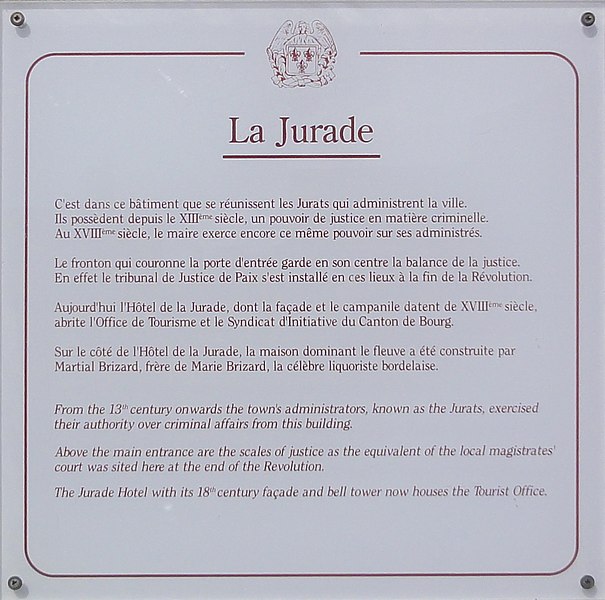 La Jurade
C'est dans ce bâtiment que se réunissent les Jurats qui administrent la ville.
Ils possèdent depuis le XIIIème siècle, un pouvoir de justice en matière criminelle.
Au XVIIIème siècle, le maire exerce encore ce même pouvoir sur ses administrés.
Le fronton qui couronne la porte d'entrée garde en son centre la balance de la justice.
En effet le tribunal de Justice de Paix s'est installé en ces lieux à la fin de la Révolution.
Aujourd'hui l'Hôtel de la Jurade, dont la façade et le campanile datent de XVIIIème siècle,
abrite l'Office de Tourisme et le Syndicat d'Initiative du Canton de Bourg.
Sur le côté de l'Hôtel de la Jurade, la maison dominant le fleuve a été construite par
Martial Brizard, frère de Marie Brizard, la célèbre liquoriste bordelaise.
From the 13th century onwards the town's administrators, known as the Jurats, exercised
their authority over criminal affairs from this building.
Above the main entrance are the scales of justice as the equivalent of the local magistrates'
court was sited here at the end of the Revolution.
The Jurade Hotel with its 18th century façade and bell tower now houses the Tourist Office.